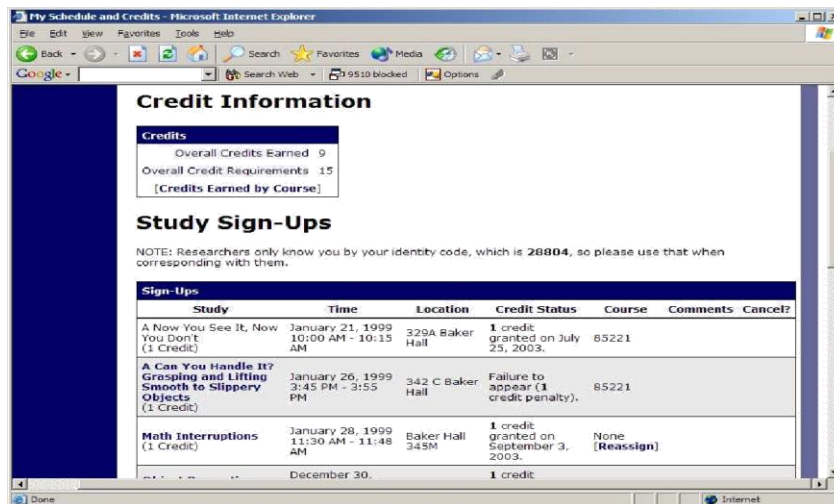 My Schedule and Credits - Microsoft Internet Explorer
File Edit View Favorites Tools Help
Back Search Favorites Media
Google Search Web 9510 blocked Options
Credit Information
Credits
Overall Credits Earned 9
Overall Credit Requirements 15
[Credits Earned by Course]
Study Sign-Ups
NOTE: Researchers only know you by your identity code, which is 28804, so please use that when
corresponding with them.
Sign-Ups
Study Time Location Credit Status Course Comments Cancel?
A Now You See It, Now
You Don't
(1 Credit)
January 21, 1999
10:00 AM - 10:15
AM
329A Baker
Hall
1 credit
granted on July
25, 2003.
85221
A Can You Handle It?
Grasping and Lifting
Smooth to Slippery
Objects
(1 Credit)
January 26, 1999
3:45 PM - 3:55
PM
342 C Baker
Hall
Failure to
appear (1
credit penalty).
85221
Math Interruptions
(1 Credit)
January 28, 1999
11:30 AM - 11:48
AM
Baker Hall
345M
1 credit
granted on
September 3,
2003.
None
[Reassign]
December 30,
1 credit
Done
Internet